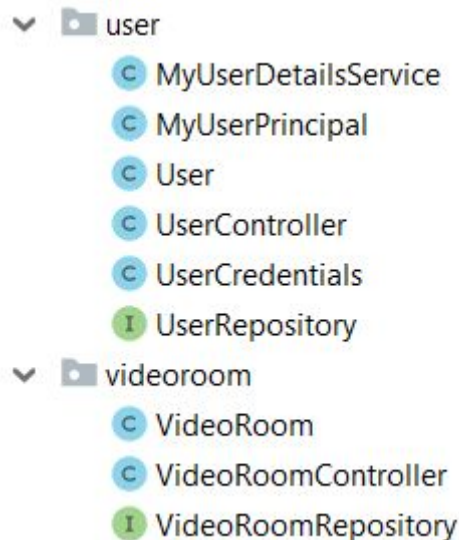 user
C MyUserDetailsService
C MyUserPrincipal
C User
C UserController
C UserCredentials
I UserRepository
videoroom
C VideoRoom
C VideoRoomController
I VideoRoomRepository